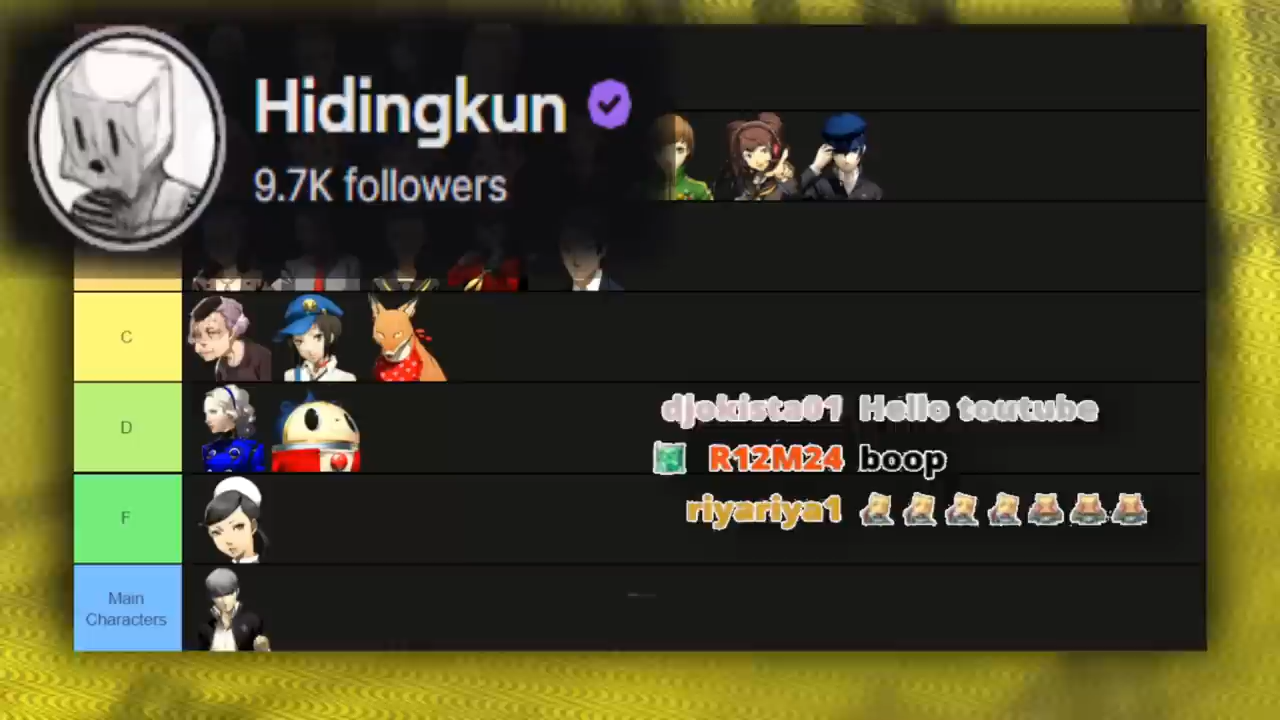 Hidingkun
9.7K followers
C
D
djokista01 Hello toutube
R12M24 boop
F
riyariya1
Main
Characters